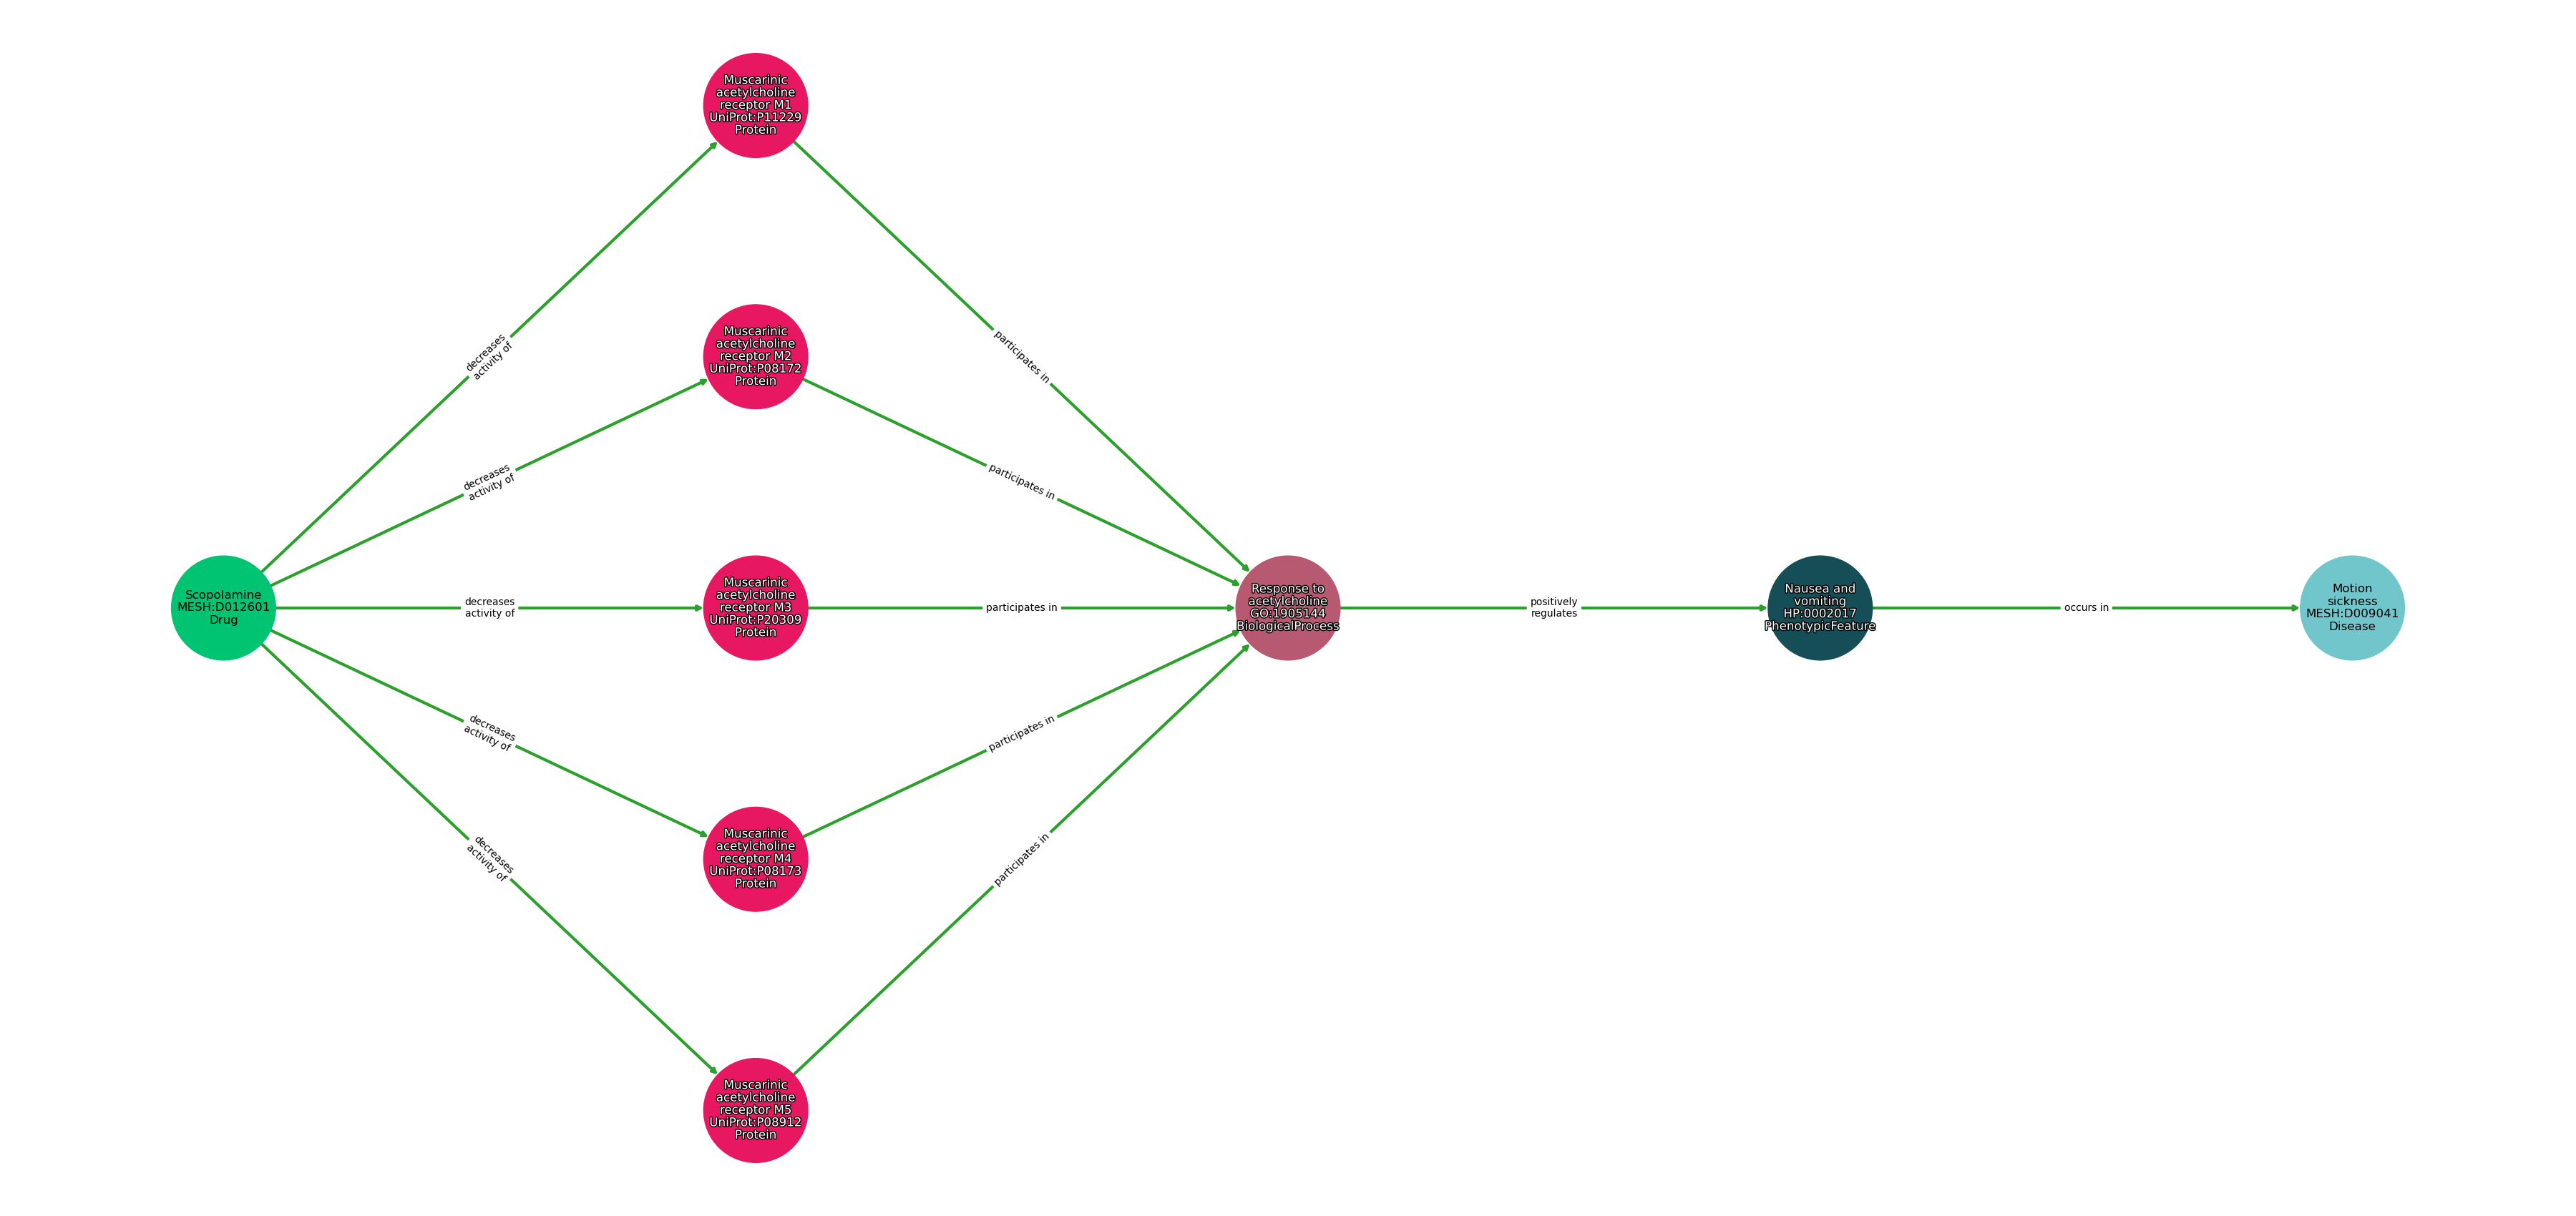 Muscarinic
acetylcholine
receptor M1
UniProt:P11229
Protein
decreases
activity of
participates in
Muscarinic
acetylcholine
receptor M2
UniProt:P08172
Protein
decreases
activity of
participates in
Scopolamine
MESH:D012601
Drug
decreases
activity of
Muscarinic
acetylcholine
receptor M3
UniProt:P20309
Protein
participates in
Response to
acetylcholine
GO:1905144
BiologicalProcess
positively
regulates
Nausea and
vomiting
HP:0002017
PhenotypicFeature
occurs in
Motion
sickness
MESH:D009041
Disease
decreases
activity of
participates in
Muscarinic
acetylcholine
receptor M4
UniProt:P08173
Protein
decreases
activity of
participates in
Muscarinic
acetylcholine
receptor M5
UniProt:P08912
Protein